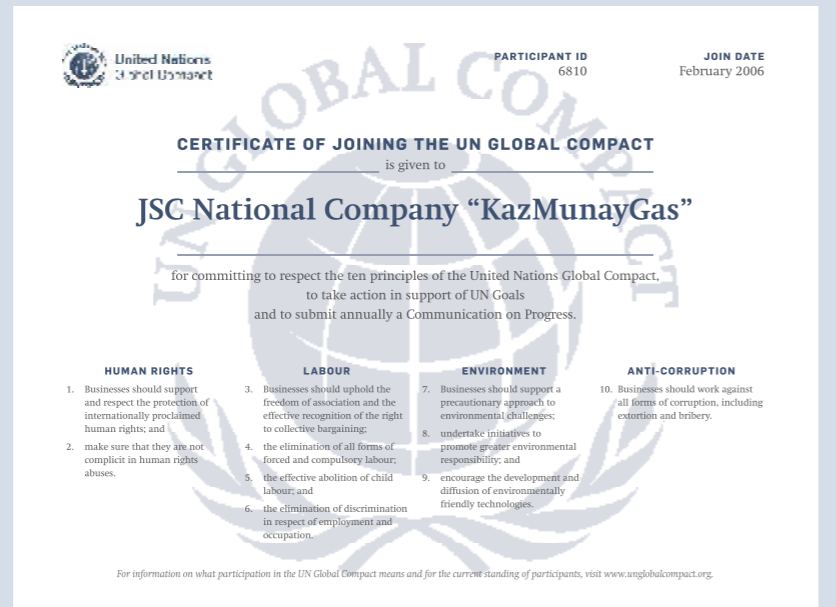 United Nations
Global Compact
PARTICIPANT ID
6810
JOIN DATE
February 2006
UN GLOBAL COMPACT
CERTIFICATE OF JOINING THE UN GLOBAL COMPACT
is given to
JSC National Company “KazMunayGas”
for committing to respect the ten principles of the United Nations Global Compact,
to take action in support of UN Goals
and to submit annually a Communication on Progress.
HUMAN RIGHTS
1. Businesses should support
and respect the protection of
internationally proclaimed
human rights; and
2. make sure that they are not
complicit in human rights
abuses.
LABOUR
3. Businesses should uphold the
freedom of association and the
effective recognition of the right
to collective bargaining;
4. the elimination of all forms of
forced and compulsory labour;
5. the effective abolition of child
labour; and
6. the elimination of discrimination
in respect of employment and
occupation.
ENVIRONMENT
7. Businesses should support a
precautionary approach to
environmental challenges;
8. undertake initiatives to
promote greater environmental
responsibility; and
9. encourage the development and
diffusion of environmentally
friendly technologies.
ANTI-CORRUPTION
10. Businesses should work against
all forms of corruption, including
extortion and bribery.
For information on what participation in the UN Global Compact means and for the current standing of participants, visit www.unglobalcompact.org.